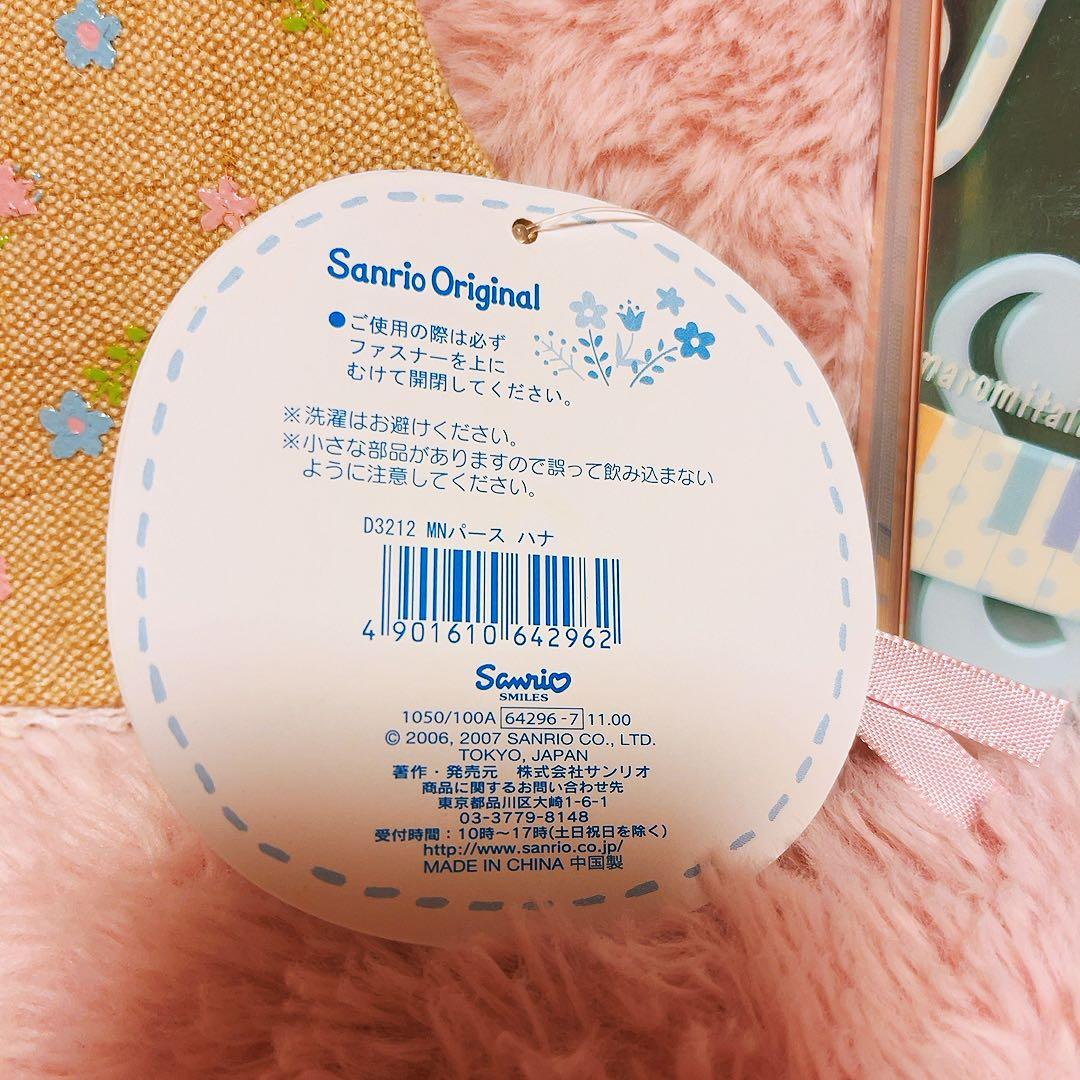 Sanrio Original
●ご使用の際は必ず
ファスナーを上に
むけて開閉してください。
※洗濯はお避けください。
※小さな部品がありますので誤って飲み込まない
ように注意してください。
D3212 MNパース ハナ
4 901610 642962
Sanrio
SMILES
1050/100A 64296-7 11.00
© 2006, 2007 SANRIO CO., LTD.
TOKYO, JAPAN
著作・発売元 株式会社サンリオ
商品に関するお問い合わせ先
東京都品川区大崎1-6-1
03-3779-8148
受付時間：10時～17時(土日祝日を除く)
http://www.sanrio.co.jp/
MADE IN CHINA 中国製